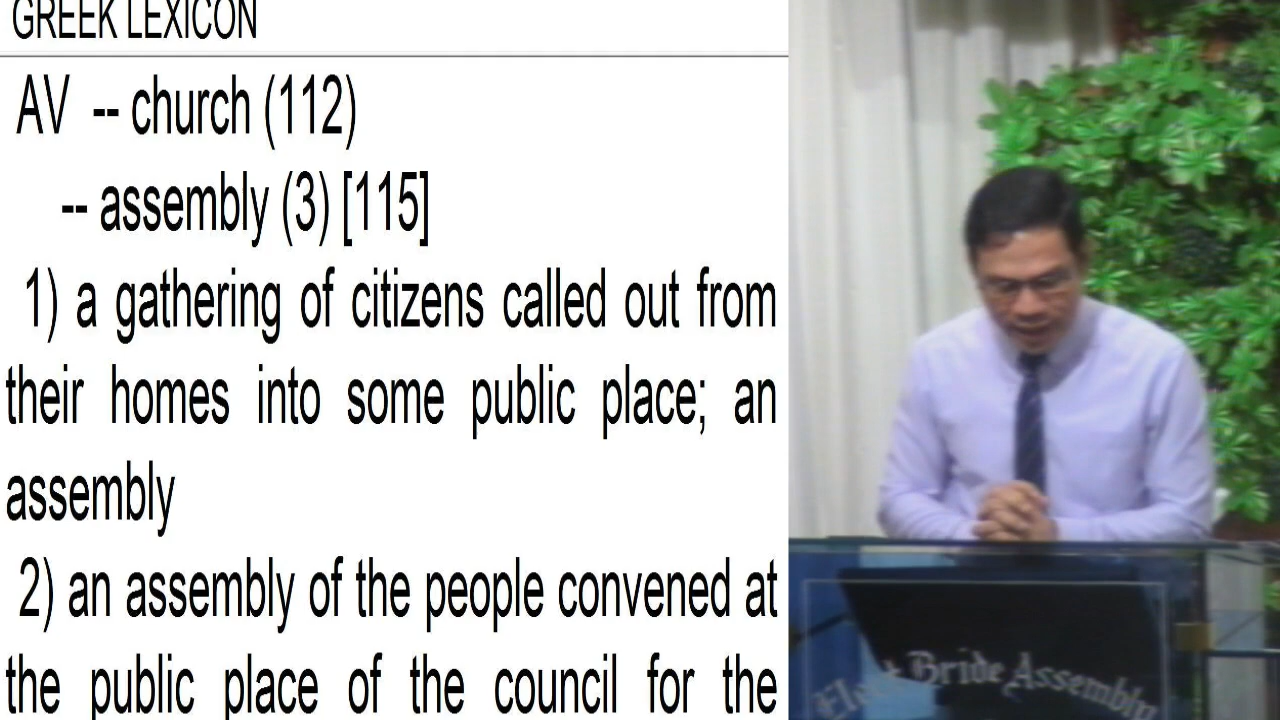 GREEK LEXICON
AV -- church (112)
-- assembly (3) [115]
1) a gathering of citizens called out from
their homes into some public place; an
assembly
2) an assembly of the people convened at
the public place of the council for the
Elect Bride Assembly